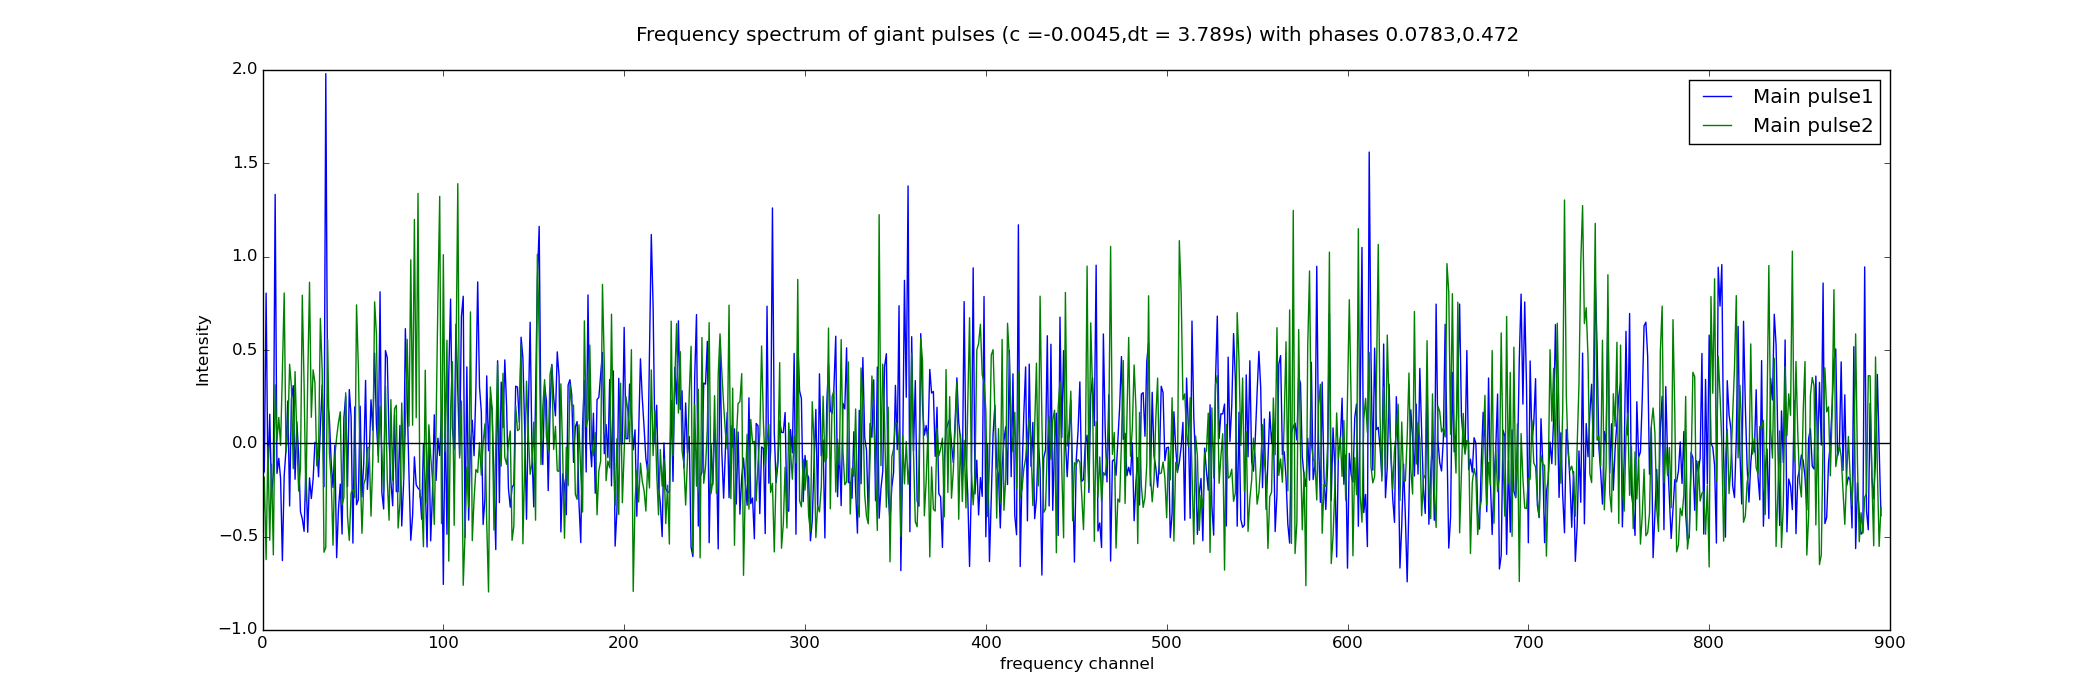 Frequency spectrum of giant pulses (c =-0.0045,dt = 3.789s) with phases 0.0783,0.472
Main pulse1
Main pulse2
Intensity
2.0
1.5
1.0
0.5
0.0
−0.5
−1.0
0 100 200 300 400 500 600 700 800 900
frequency channel